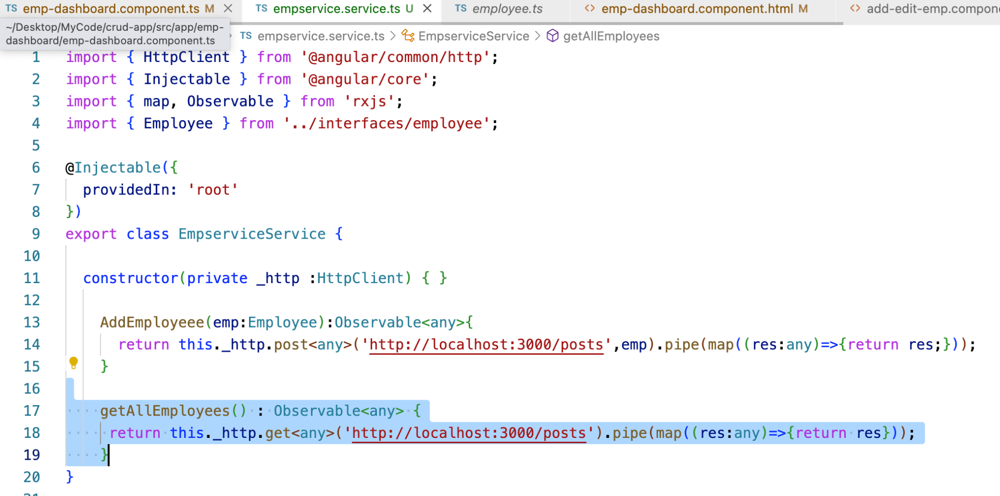 TS emp-dashboard.component.ts M TS empservice.service.ts U TS employee.ts <> emp-dashboard.component.html M <> add-edit-emp.compon
~/Desktop/MyCode/crud-app/src/app/emp-
dashboard/emp-dashboard.component.ts
TS empservice.service.ts > EmpserviceService > getAllEmployees
1 import { HttpClient } from '@angular/common/http';
2 import { Injectable } from '@angular/core';
3 import { map, Observable } from 'rxjs';
4 import { Employee } from '../interfaces/employee';
5
6 @Injectable({
7 providedIn: 'root'
8 })
9 export class EmpserviceService {
10
11 constructor(private _http :HttpClient) { }
12
13 AddEmployeee(emp:Employee):Observable<any>{
14 return this._http.post<any>('http://localhost:3000/posts',emp).pipe(map((res:any)=>{return res;}));
15 }
16
17 getAllEmployees() : Observable<any> {
18 return this._http.get<any>('http://localhost:3000/posts').pipe(map((res:any)=>{return res}));
19 }
20 }
21